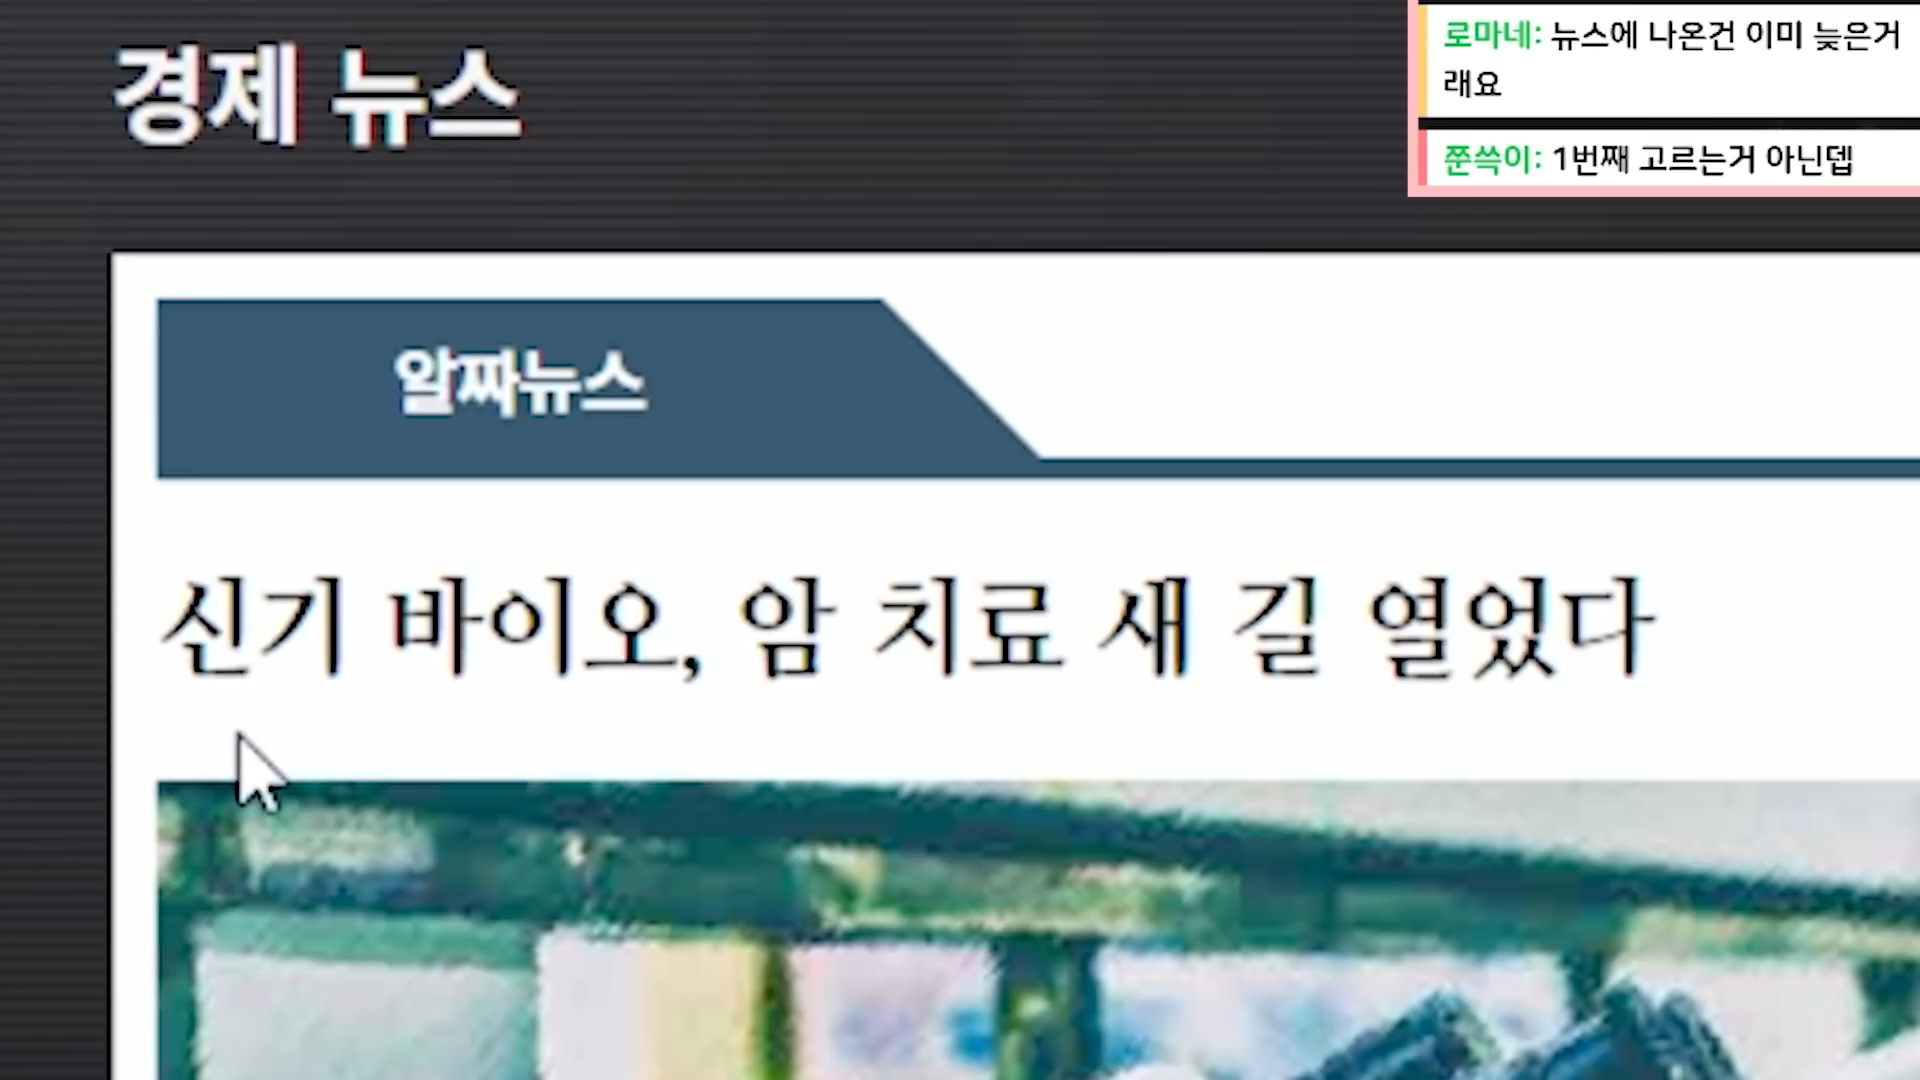 경제 뉴스
로마네: 뉴스에 나온건 이미 늦은거
래요
쭌쓱이: 1번째 고르는거 아닌뎁
알짜뉴스
신기 바이오, 암 치료 새 길 열었다